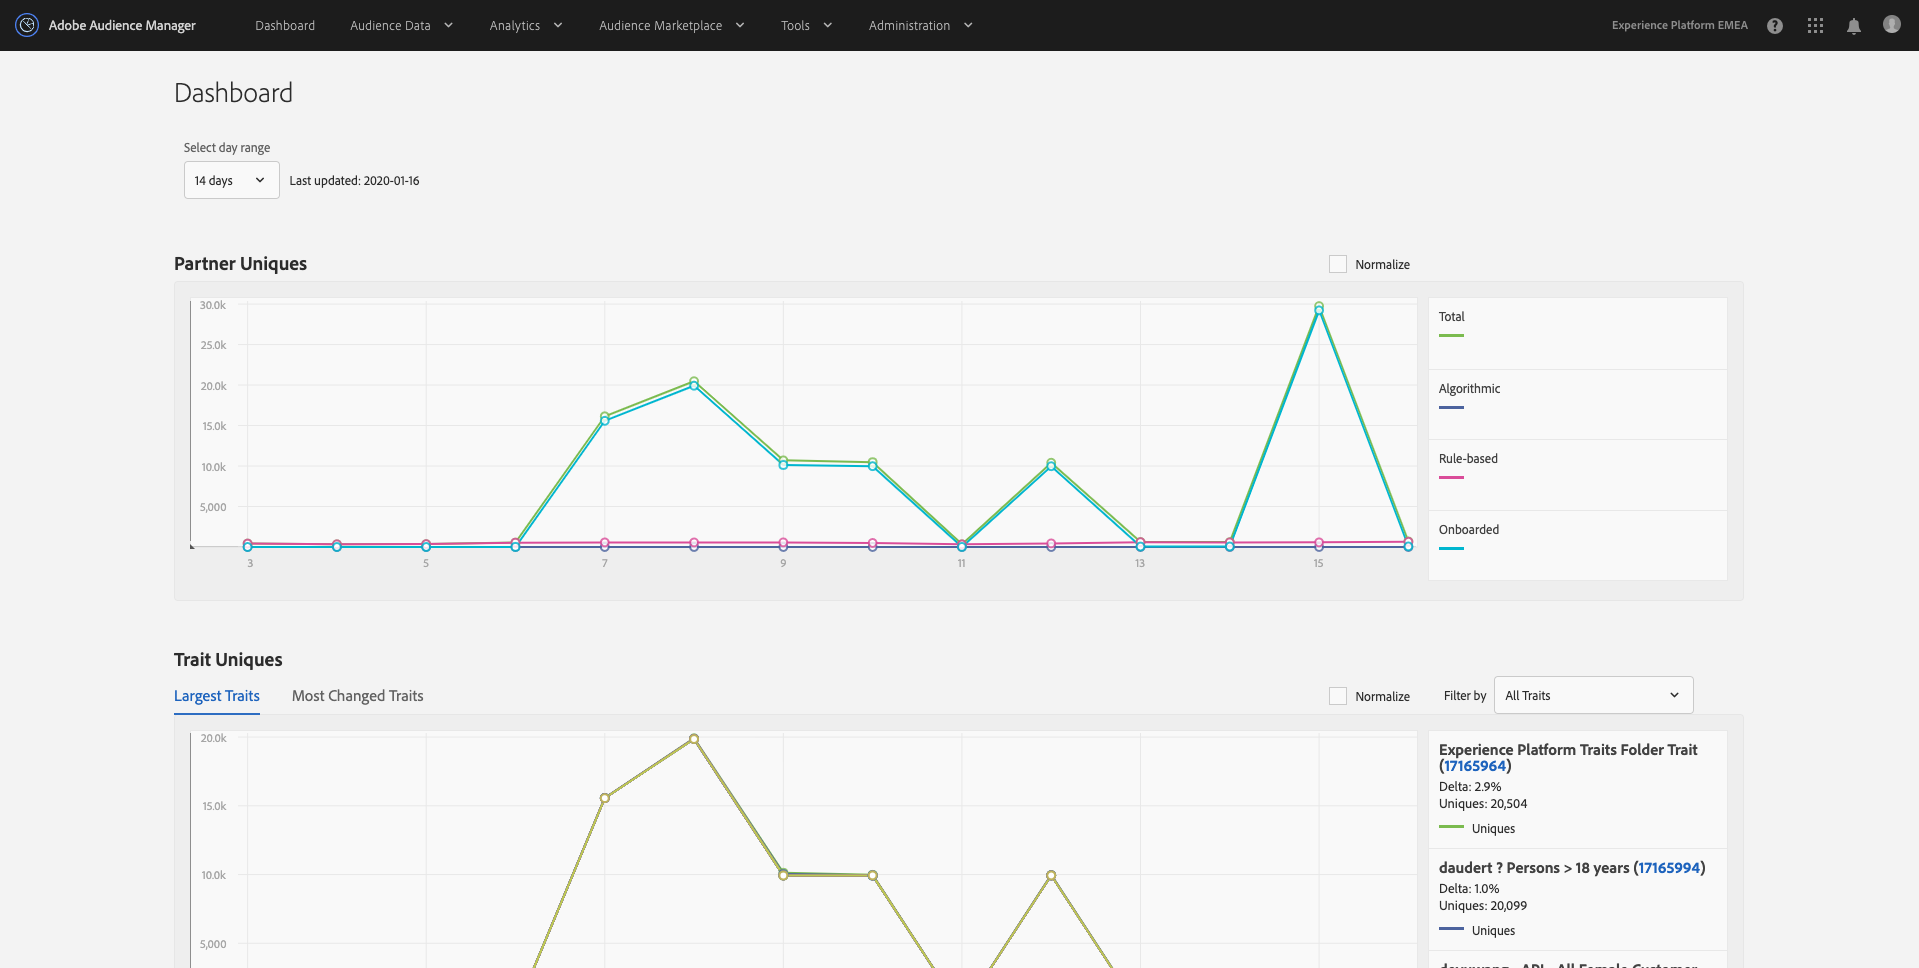 Adobe Audience Manager
Dashboard
Audience Data
Analytics
Audience Marketplace
Tools
Administration
Experience Platform EMEA
?
Dashboard
Select day range
14 days
Last updated: 2020-01-16
Partner Uniques
Normalize
30.0k
25.0k
20.0k
15.0k
10.0k
5,000
3
5
7
9
11
13
15
Total
Algorithmic
Rule-based
Onboarded
Trait Uniques
Largest Traits
Most Changed Traits
Normalize
Filter by
All Traits
20.0k
15.0k
10.0k
5,000
Experience Platform Traits Folder Trait
(17165964)
Delta: 2.9%
Uniques: 20,504
Uniques
daudert ? Persons > 18 years (17165994)
Delta: 1.0%
Uniques: 20,099
Uniques